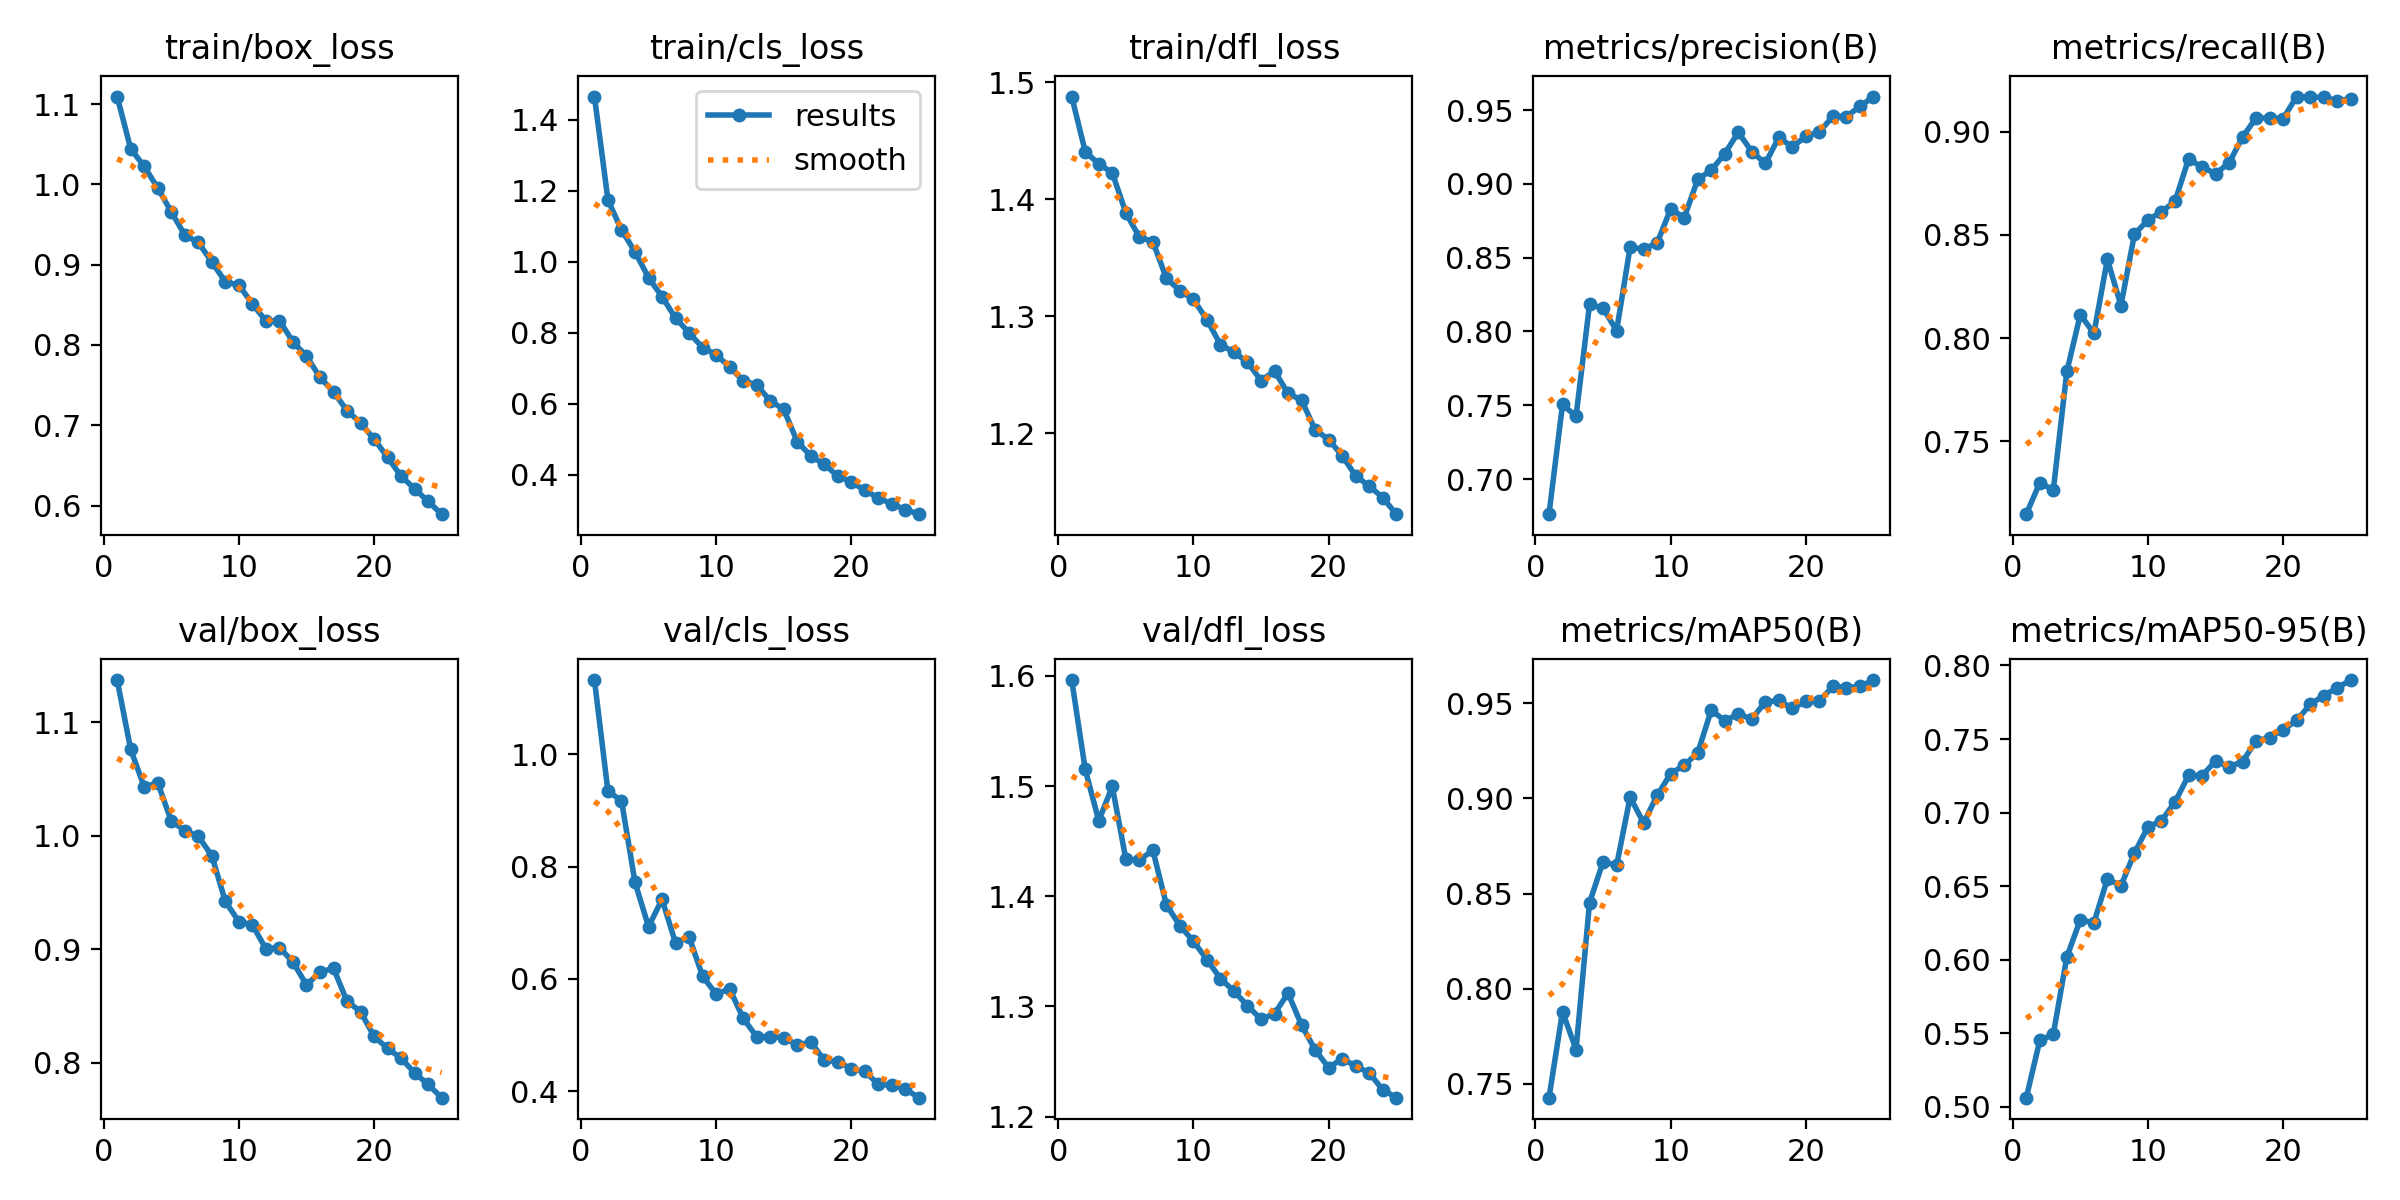 train/box_loss
1.1
1.0
0.9
0.8
0.7
0.6
0 10 20
train/cls_loss
results
smooth
1.4
1.2
1.0
0.8
0.6
0.4
0 10 20
train/dfl_loss
1.5
1.4
1.3
1.2
0 10 20
metrics/precision(B)
0.95
0.90
0.85
0.80
0.75
0.70
0 10 20
metrics/recall(B)
0.90
0.85
0.80
0.75
0 10 20
val/box_loss
1.1
1.0
0.9
0.8
0 10 20
val/cls_loss
1.0
0.8
0.6
0.4
0 10 20
val/dfl_loss
1.6
1.5
1.4
1.3
1.2
0 10 20
metrics/mAP50(B)
0.95
0.90
0.85
0.80
0.75
0 10 20
metrics/mAP50-95(B)
0.80
0.75
0.70
0.65
0.60
0.55
0.50
0 10 20